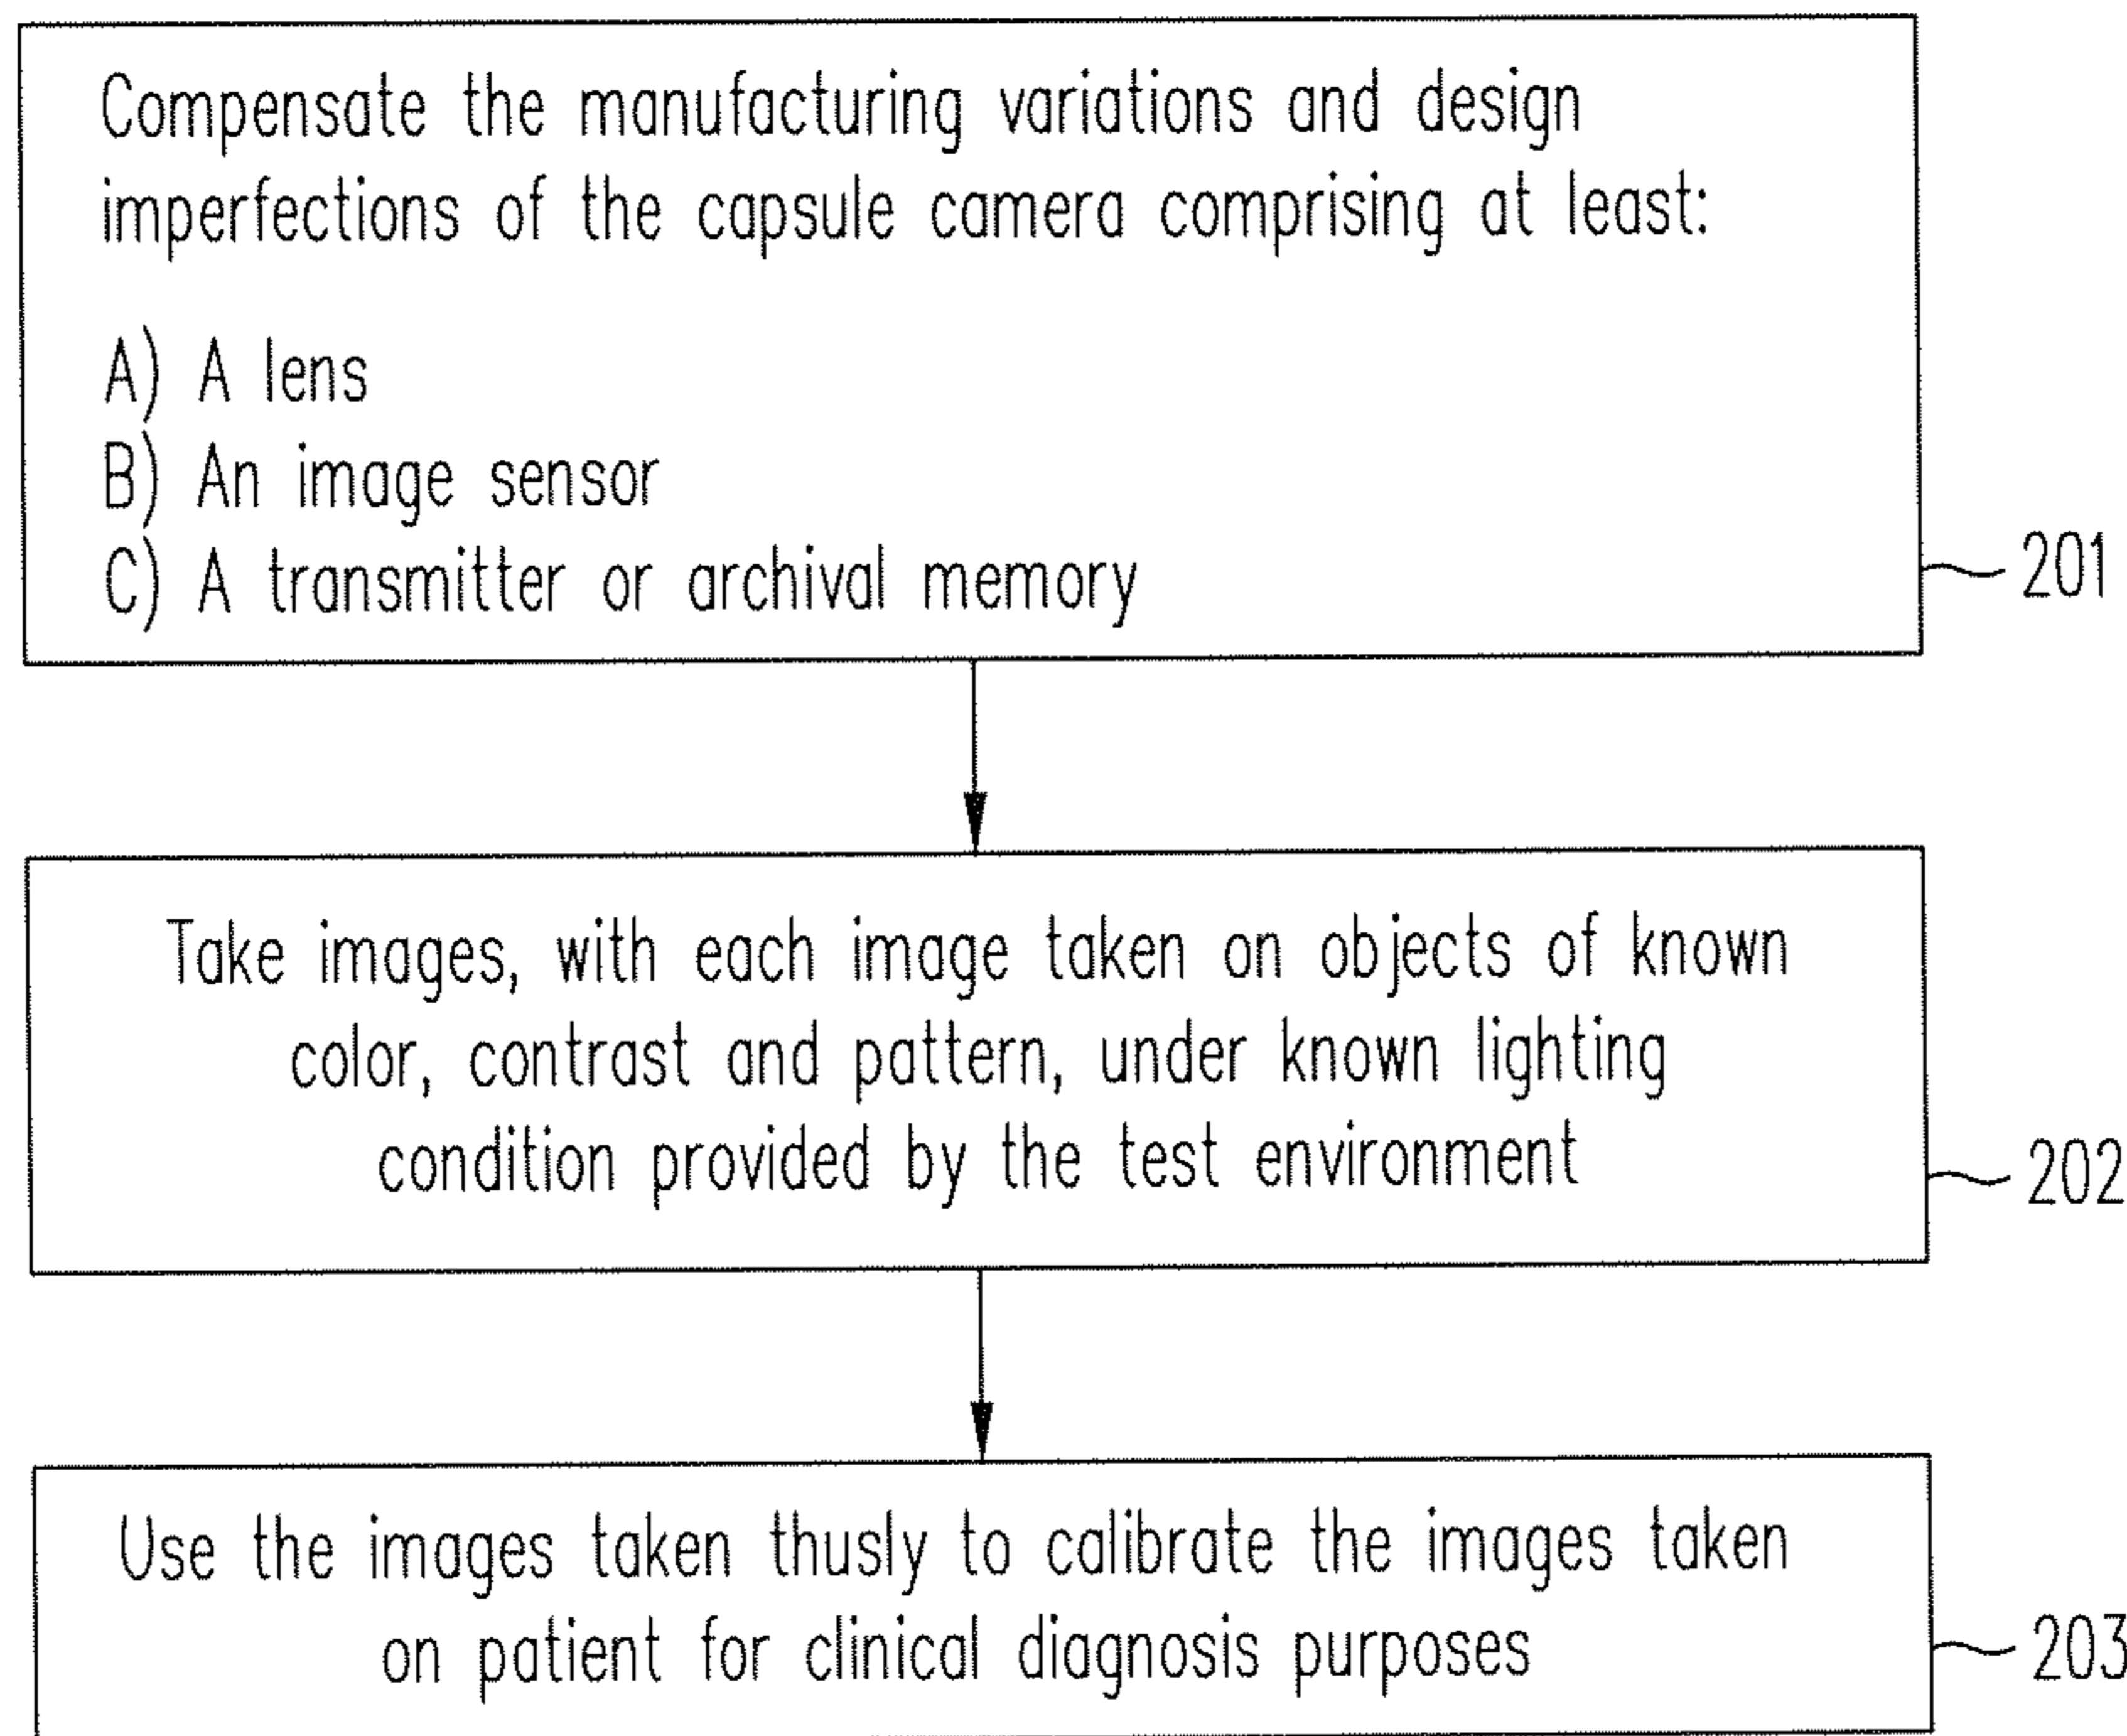 Compensate the manufacturing variations and design
imperfections of the capsule camera comprising at least:
A) A lens
B) An image sensor
C) A transmitter or archival memory
201
Take images, with each image taken on objects of known
color, contrast and pattern, under known lighting
condition provided by the test environment
202
Use the images taken thusly to calibrate the images taken
on patient for clinical diagnosis purposes
203